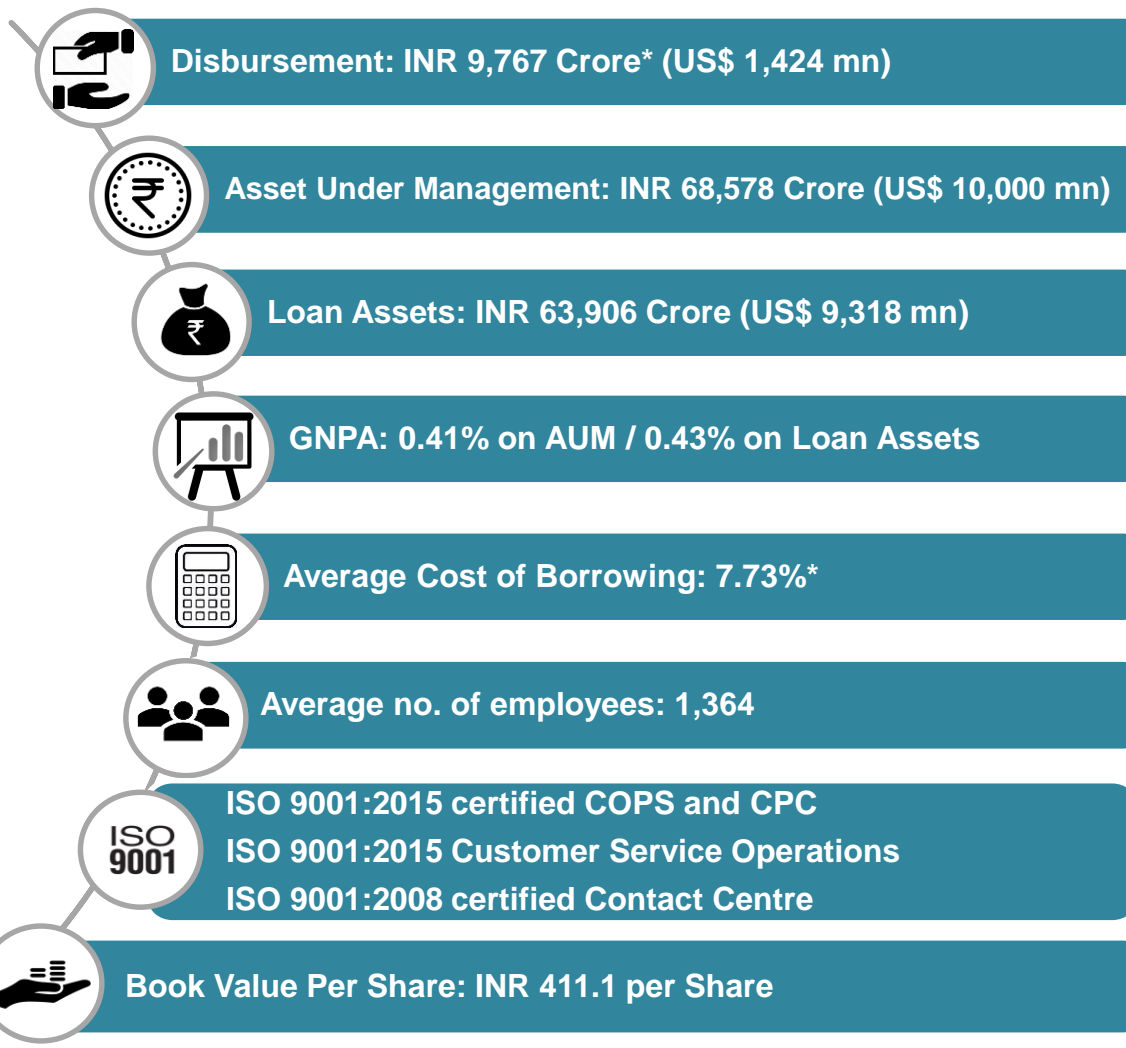 Disbursement: INR 9,767 Crore* (US$ 1,424 mn)
₹
Asset Under Management: INR 68,578 Crore (US$ 10,000 mn)
₹
Loan Assets: INR 63,906 Crore (US$ 9,318 mn)
GNPA: 0.41% on AUM / 0.43% on Loan Assets
Average Cost of Borrowing: 7.73%*
Average no. of employees: 1,364
ISO
9001
ISO 9001:2015 certified COPS and CPC
ISO 9001:2015 Customer Service Operations
ISO 9001:2008 certified Contact Centre
Book Value Per Share: INR 411.1 per Share